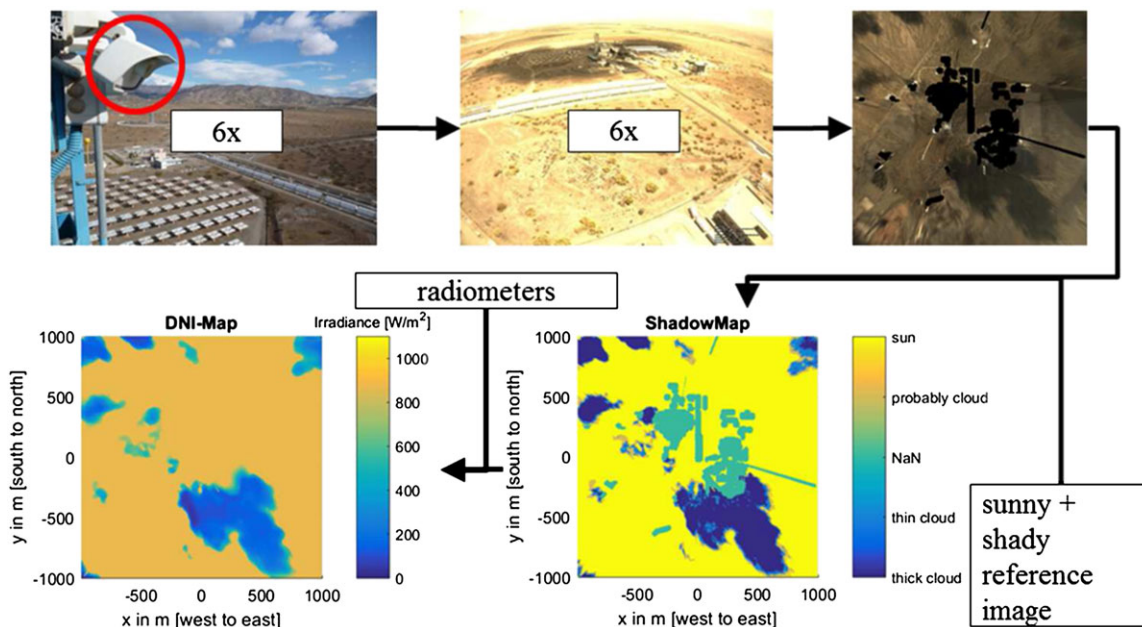 6x
6x
radiometers
DNI-Map
Irradiance [W/m²]
1000
500
0
-500
-1000
y in m [south to north]
-1000
-500
0
500
1000
x in m [west to east]
1000
800
600
400
200
0
ShadowMap
1000
500
0
-500
-1000
y in m [south to north]
-1000
-500
0
500
1000
x in m [west to east]
sun
probably cloud
NaN
thin cloud
thick cloud
sunny +
shady
reference
image